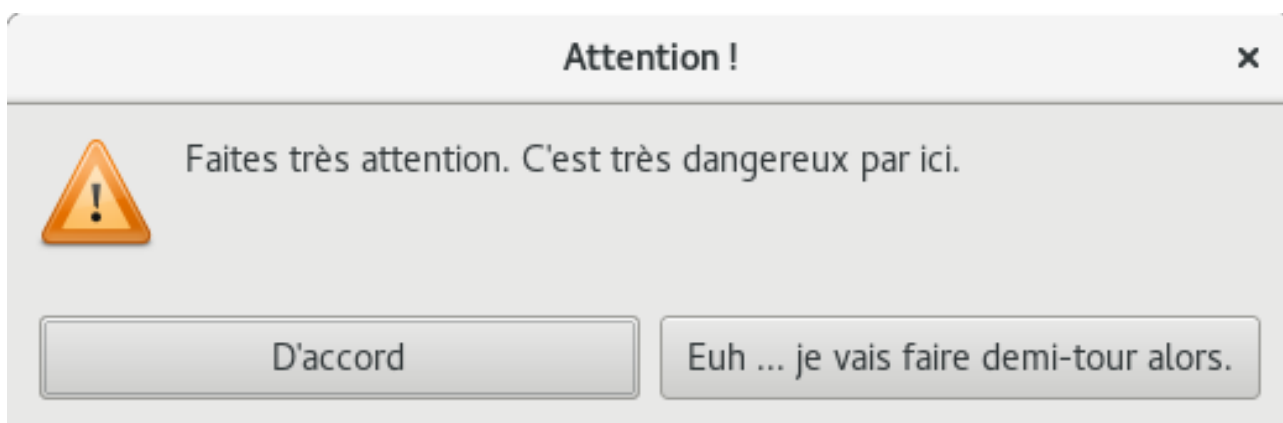 Attention !
Faites très attention. C'est très dangereux par ici.
D'accord
Euh ... je vais faire demi-tour alors.